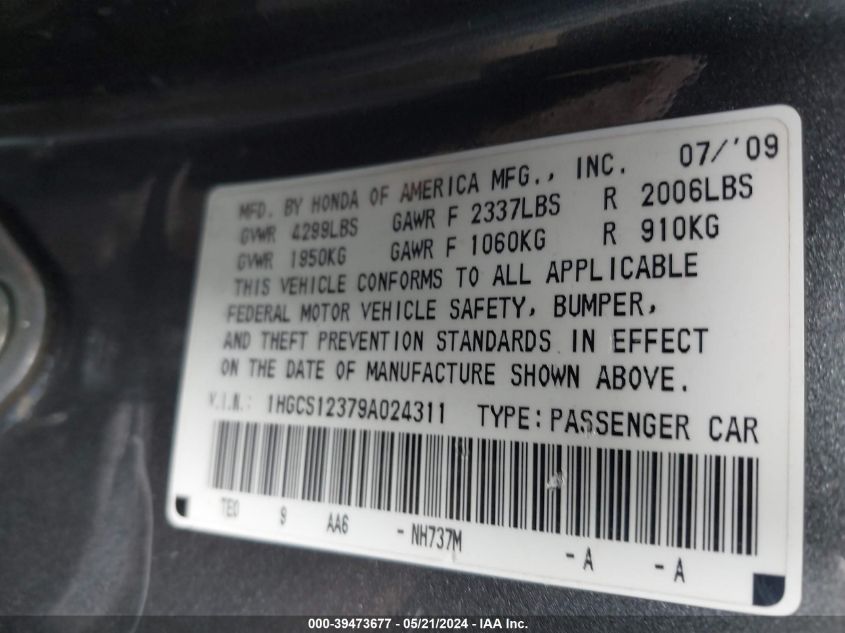 MFD. BY HONDA OF AMERICA MFG., INC. 07/'09
GVWR 4299LBS GAWR F 2337LBS R 2006LBS
GVWR 1950KG GAWR F 1060KG R 910KG
THIS VEHICLE CONFORMS TO ALL APPLICABLE
FEDERAL MOTOR VEHICLE SAFETY, BUMPER,
AND THEFT PREVENTION STANDARDS IN EFFECT
ON THE DATE OF MANUFACTURE SHOWN ABOVE.
V.I.N.: 1HGCS12379A024311 TYPE:PASSENGER CAR
TE0 9 AA6 - NH737M - A - A
000-39473677 - 05/21/2024 - IAA Inc.